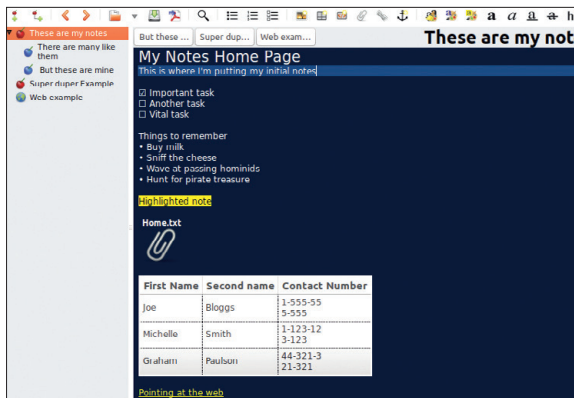 a a a a h
These are my notes
There are many like
them
But these are mine
Super duper Example
Web example
But these ... Super dup... Web exam...
These are my not
My Notes Home Page
This is where I'm putting my initial notes
☑ Important task
☐ Another task
☐ Vital task
Things to remember
• Buy milk
• Sniff the cheese
• Wave at passing hominids
• Hunt for pirate treasure
Highlighted note
Home.txt
First Name Second name Contact Number
Joe Bloggs 1-555-55
5-555
Michelle Smith 1-123-12
3-123
Graham Paulson 44-321-3
21-321
Pointing at the web